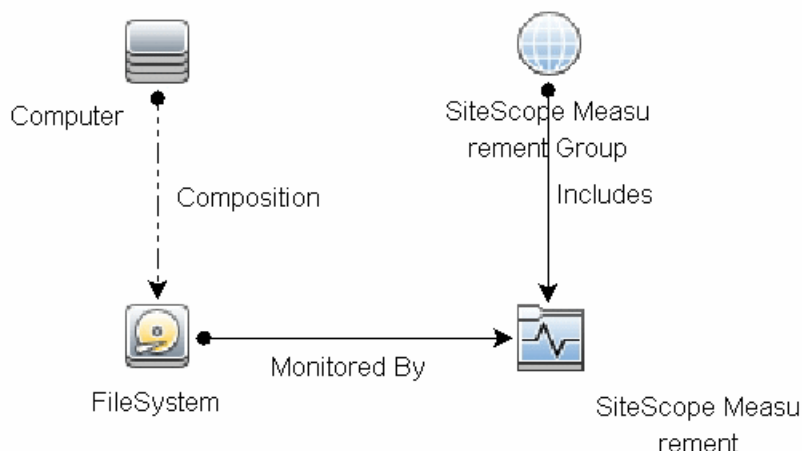 Computer
SiteScope Measu
rement Group
Composition
Includes
Monitored By
FileSystem
SiteScope Measu
rement